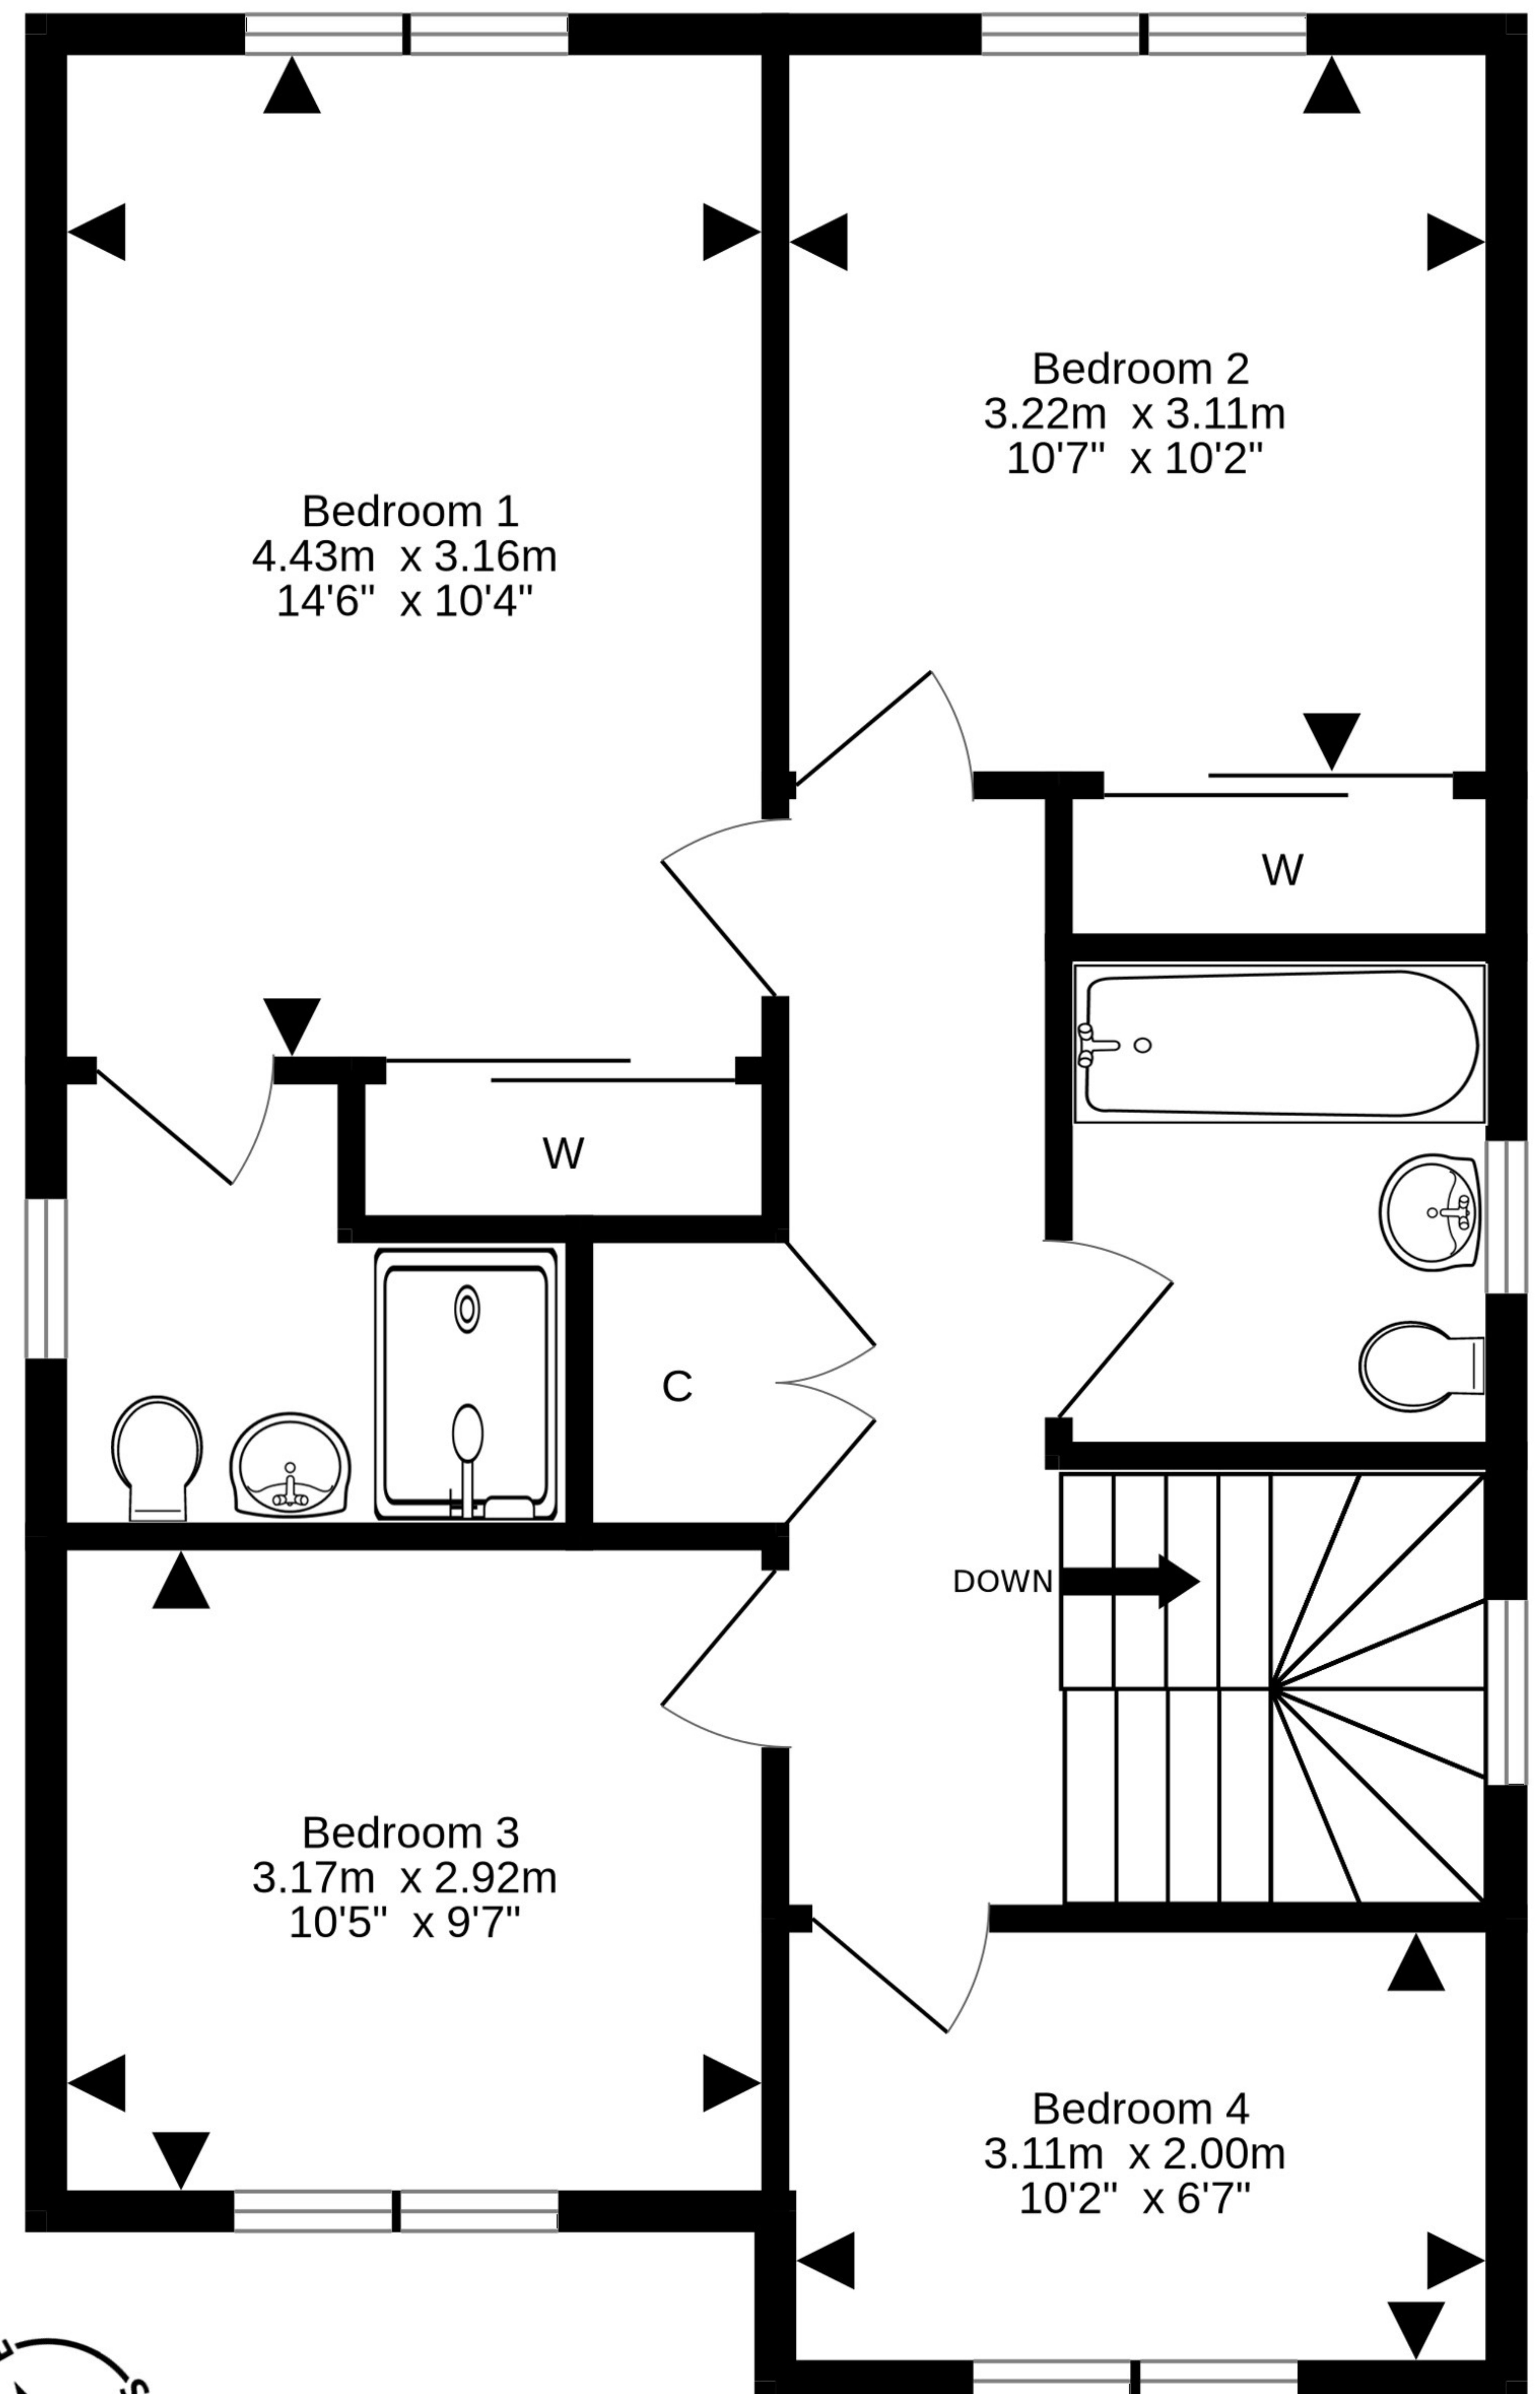 Bedroom 2
3.22m x 3.11m
10'7" x 10'2"
Bedroom 1
4.43m x 3.16m
14'6" x 10'4"
W
W
C
DOWN
Bedroom 3
3.17m x 2.92m
10'5" x 9'7"
Bedroom 4
3.11m x 2.00m
10'2" x 6'7"
S